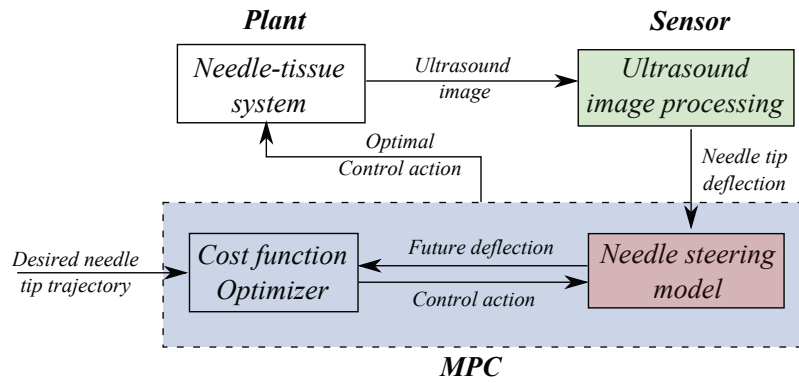 Plant
Sensor
Needle-tissue
system
Ultrasound
image
Ultrasound
image processing
Optimal
Control action
Needle tip
deflection
Desired needle
tip trajectory
Cost function
Optimizer
Future deflection
Control action
Needle steering
model
MPC